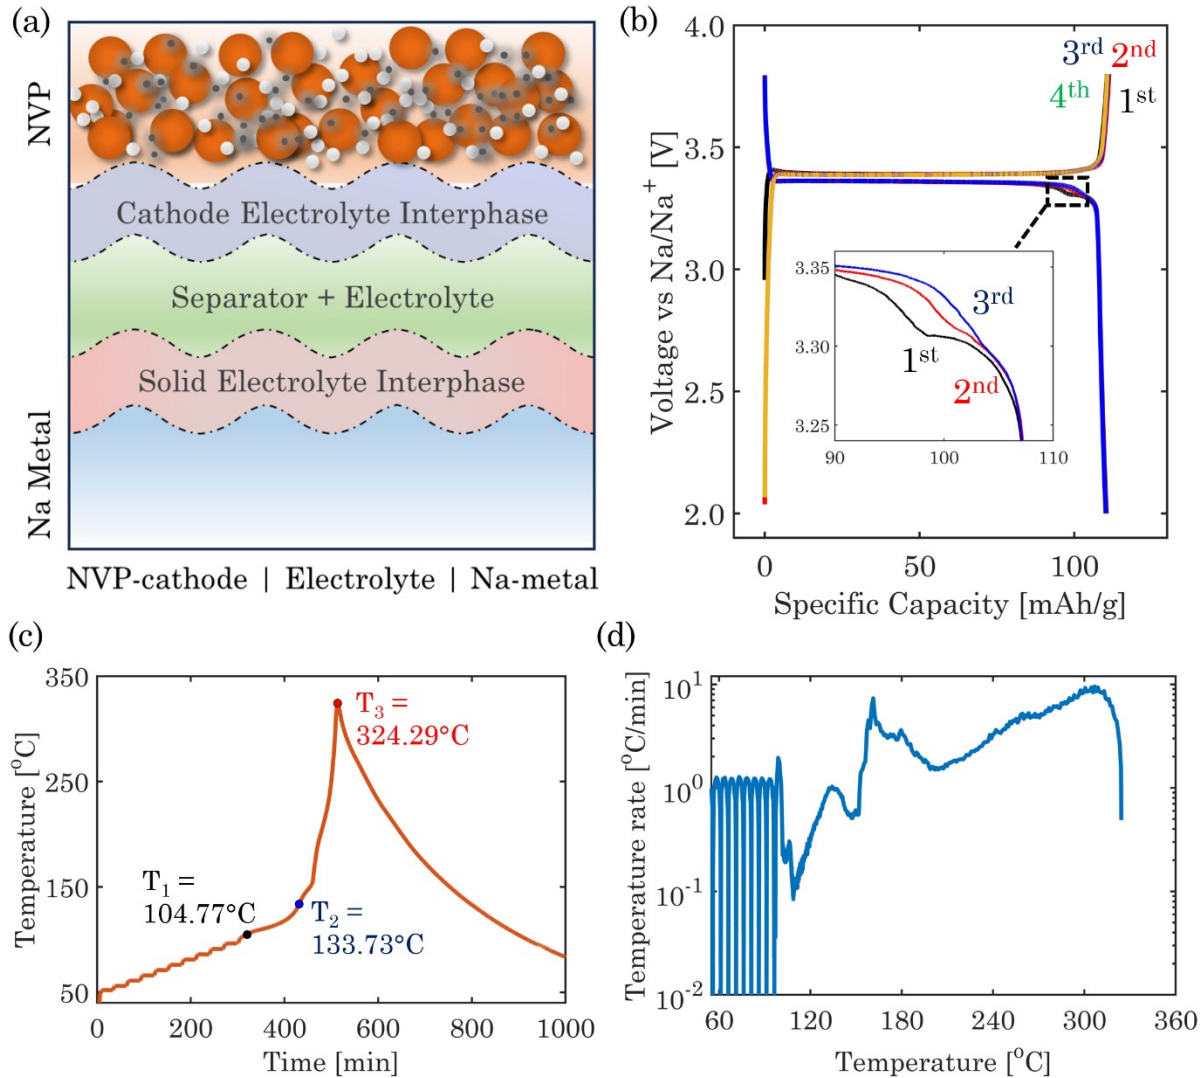 (a)
NVP
Cathode Electrolyte Interphase
Separator + Electrolyte
Solid Electrolyte Interphase
Na Metal
NVP-cathode | Electrolyte | Na-metal
(b)
4.0
3.5
3.0
2.5
2.0
Voltage vs Na/Na⁺ [V]
3ʳᵈ 2ⁿᵈ
4ᵗʰ 1ˢᵗ
3.35
3.30
3.25
3ʳᵈ
1ˢᵗ
2ⁿᵈ
90 100 110
0 50 100
Specific Capacity [mAh/g]
(c)
350
250
150
50
Temperature [°C]
T₃ =
324.29°C
T₁ =
104.77°C
T₂ =
133.73°C
0 200 400 600 800 1000
Time [min]
(d)
10¹
10⁰
10⁻¹
10⁻²
Temperature rate [°C/min]
60 120 180 240 300 360
Temperature [°C]